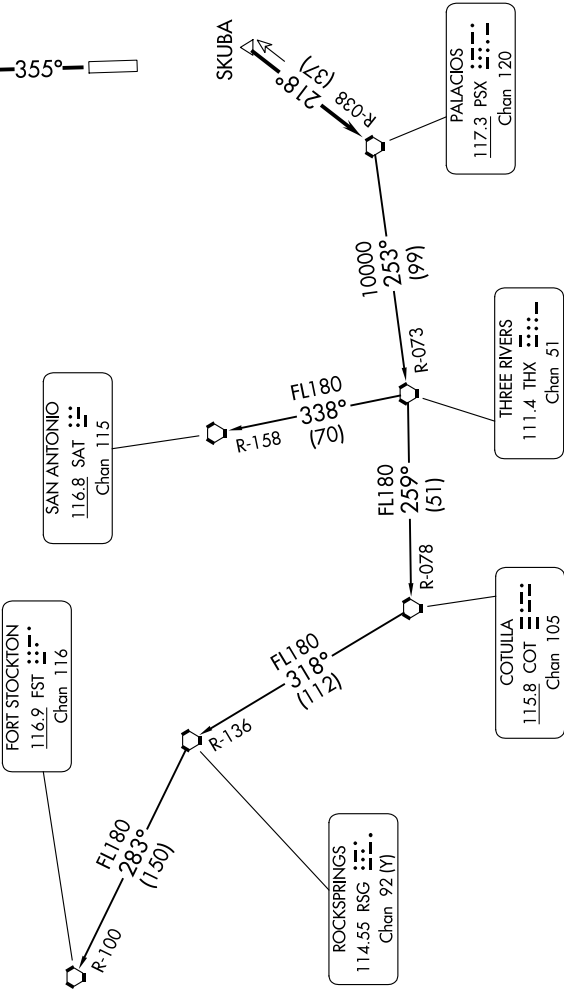 355°
SKUBA
R-038
218°
(37)
PALACIOS
117.3 PSX
Chan 120
10000
253°
(99)
R-073
THREE RIVERS
111.4 THX
Chan 51
FL180
338°
(70)
R-158
SAN ANTONIO
116.8 SAT
Chan 115
FL180
259°
(51)
R-078
COTULLA
115.8 COT
Chan 105
FL180
318°
(112)
R-136
ROCKSPRINGS
114.55 RSG
Chan 92 (Y)
FL180
283°
(150)
R-100
FORT STOCKTON
116.9 FST
Chan 116